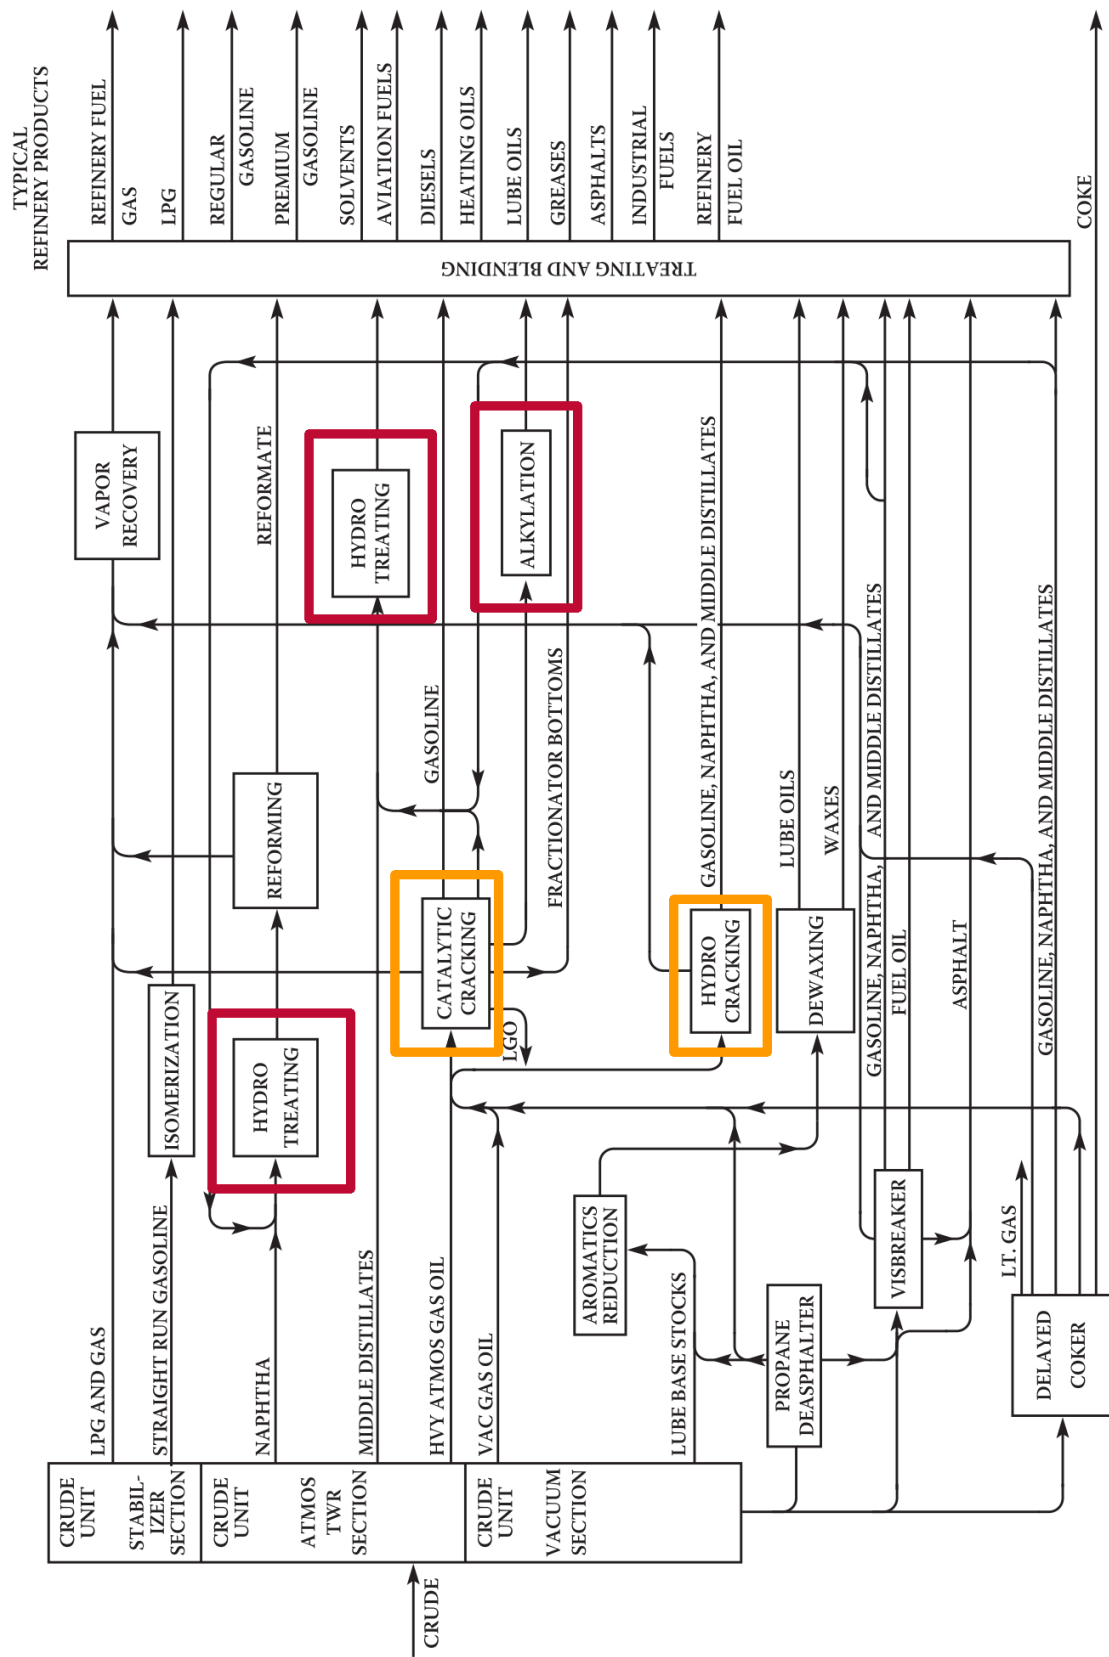 TYPICAL
REFINERY PRODUCTS
REFINERY FUEL
GAS
LPG
REGULAR
GASOLINE
PREMIUM
GASOLINE
SOLVENTS
AVIATION FUELS
DIESELS
HEATING OILS
LUBE OILS
GREASES
ASPHALTS
INDUSTRIAL
FUELS
REFINERY
FUEL OIL
COKE
TREATING AND BLENDING
VAPOR
RECOVERY
REFORMATE
HYDRO
TREATING
ALKYLATION
GASOLINE
FRACTIONATOR BOTTOMS
GASOLINE, NAPHTHA, AND MIDDLE DISTILLATES
LUBE OILS
WAXES
GASOLINE, NAPHTHA, AND MIDDLE DISTILLATES
FUEL OIL
ASPHALT
GASOLINE, NAPHTHA, AND MIDDLE DISTILLATES
REFORMING
CATALYTIC
CRACKING
LGO
HYDRO
CRACKING
DEWAXING
ISOMERIZATION
HYDRO
TREATING
AROMATICS
REDUCTION
VISBREAKER
LT. GAS
PROPANE
DEASPHALTER
DELAYED
COKER
LPG AND GAS
STRAIGHT RUN GASOLINE
NAPHTHA
MIDDLE DISTILLATES
HVY ATMOS GAS OIL
VAC GAS OIL
LUBE BASE STOCKS
CRUDE
UNIT
STABIL-
IZER
SECTION
CRUDE
UNIT
ATMOS
TWR
SECTION
CRUDE
UNIT
VACUUM
SECTION
CRUDE